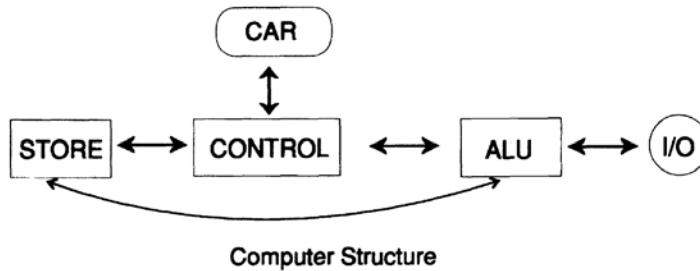 CAR
STORE
CONTROL
ALU
I/O
Computer Structure